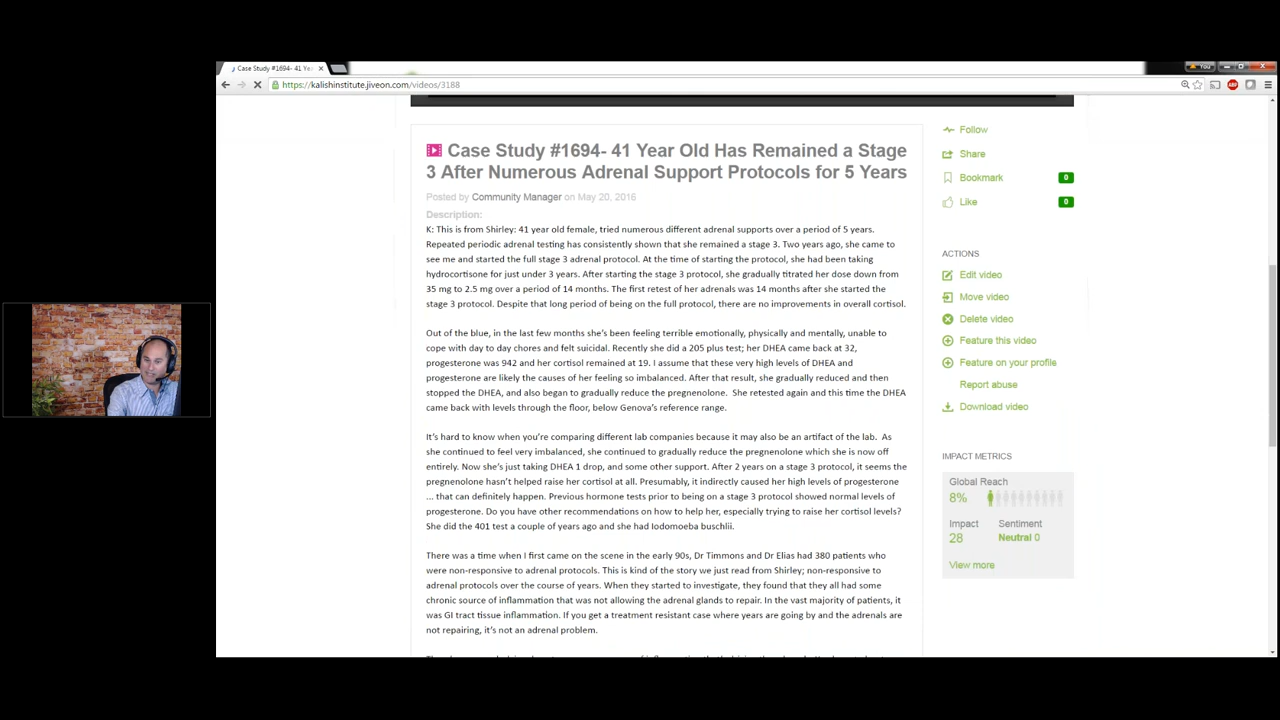 Case Study #1694- 41 Yea
You
https://kalishinstitute.jiveon.com/videos/3188
Case Study #1694- 41 Year Old Has Remained a Stage
3 After Numerous Adrenal Support Protocols for 5 Years
Posted by Community Manager on May 20, 2016
Description:
K: This is from Shirley: 41 year old female, tried numerous different adrenal supports over a period of 5 years.
Repeated periodic adrenal testing has consistently shown that she remained a stage 3. Two years ago, she came to
see me and started the full stage 3 adrenal protocol. At the time of starting the protocol, she had been taking
hydrocortisone for just under 3 years. After starting the stage 3 protocol, she gradually titrated her dose down from
35 mg to 2.5 mg over a period of 14 months. The first retest of her adrenals was 14 months after she started the
stage 3 protocol. Despite that long period of being on the full protocol, there are no improvements in overall cortisol.
Out of the blue, in the last few months she's been feeling terrible emotionally, physically and mentally, unable to
cope with day to day chores and felt suicidal. Recently she did a 205 plus test; her DHEA came back at 32,
progesterone was 942 and her cortisol remained at 19. I assume that these very high levels of DHEA and
progesterone are likely the causes of her feeling so imbalanced. After that result, she gradually reduced and then
stopped the DHEA, and also began to gradually reduce the pregnenolone. She retested again and this time the DHEA
came back with levels through the floor, below Genova's reference range.
It's hard to know when you're comparing different lab companies because it may also be an artifact of the lab. As
she continued to feel very imbalanced, she continued to gradually reduce the pregnenolone which she is now off
entirely. Now she's just taking DHEA 1 drop, and some other support. After 2 years on a stage 3 protocol, it seems the
pregnenolone hasn't helped raise her cortisol at all. Presumably, it indirectly caused her high levels of progesterone
... that can definitely happen. Previous hormone tests prior to being on a stage 3 protocol showed normal levels of
progesterone. Do you have other recommendations on how to help her, especially trying to raise her cortisol levels?
She did the 401 test a couple of years ago and she had Iodomoeba buschlii.
There was a time when I first came on the scene in the early 90s, Dr Timmons and Dr Elias had 380 patients who
were non-responsive to adrenal protocols. This is kind of the story we just read from Shirley; non-responsive to
adrenal protocols over the course of years. When they started to investigate, they found that they all had some
chronic source of inflammation that was not allowing the adrenal glands to repair. In the vast majority of patients, it
was GI tract tissue inflammation. If you get a treatment resistant case where years are going by and the adrenals are
not repairing, it's not an adrenal problem.
Follow
Share
Bookmark 0
Like 0
ACTIONS
Edit video
Move video
Delete video
Feature this video
Feature on your profile
Report abuse
Download video
IMPACT METRICS
Global Reach
8%
Impact Sentiment
28 Neutral 0
View more